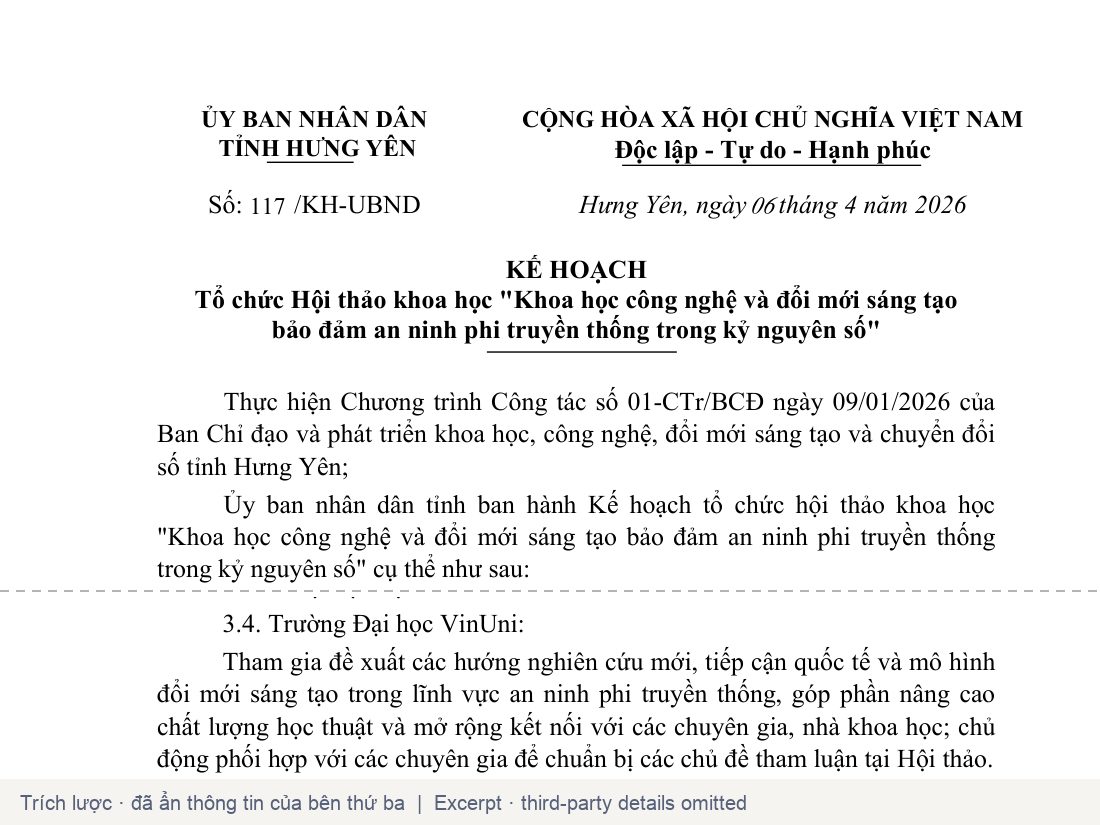 ỦY BAN NHÂN DÂN
TỈNH HƯNG YÊN
CỘNG HÒA XÃ HỘI CHỦ NGHĨA VIỆT NAM
Độc lập - Tự do - Hạnh phúc
Số: 117 /KH-UBND
Hưng Yên, ngày 06 tháng 4 năm 2026
KẾ HOẠCH
Tổ chức Hội thảo khoa học "Khoa học công nghệ và đổi mới sáng tạo
bảo đảm an ninh phi truyền thống trong kỷ nguyên số"
Thực hiện Chương trình Công tác số 01-CTr/BCĐ ngày 09/01/2026 của
Ban Chỉ đạo và phát triển khoa học, công nghệ, đổi mới sáng tạo và chuyển đổi
số tỉnh Hưng Yên;
Ủy ban nhân dân tỉnh ban hành Kế hoạch tổ chức hội thảo khoa học
"Khoa học công nghệ và đổi mới sáng tạo bảo đảm an ninh phi truyền thống
trong kỷ nguyên số" cụ thể như sau:
3.4. Trường Đại học VinUni:
Tham gia đề xuất các hướng nghiên cứu mới, tiếp cận quốc tế và mô hình
đổi mới sáng tạo trong lĩnh vực an ninh phi truyền thống, góp phần nâng cao
chất lượng học thuật và mở rộng kết nối với các chuyên gia, nhà khoa học; chủ
động phối hợp với các chuyên gia để chuẩn bị các chủ đề tham luận tại Hội thảo.
Trích lược · đã ẩn thông tin của bên thứ ba | Excerpt · third-party details omitted